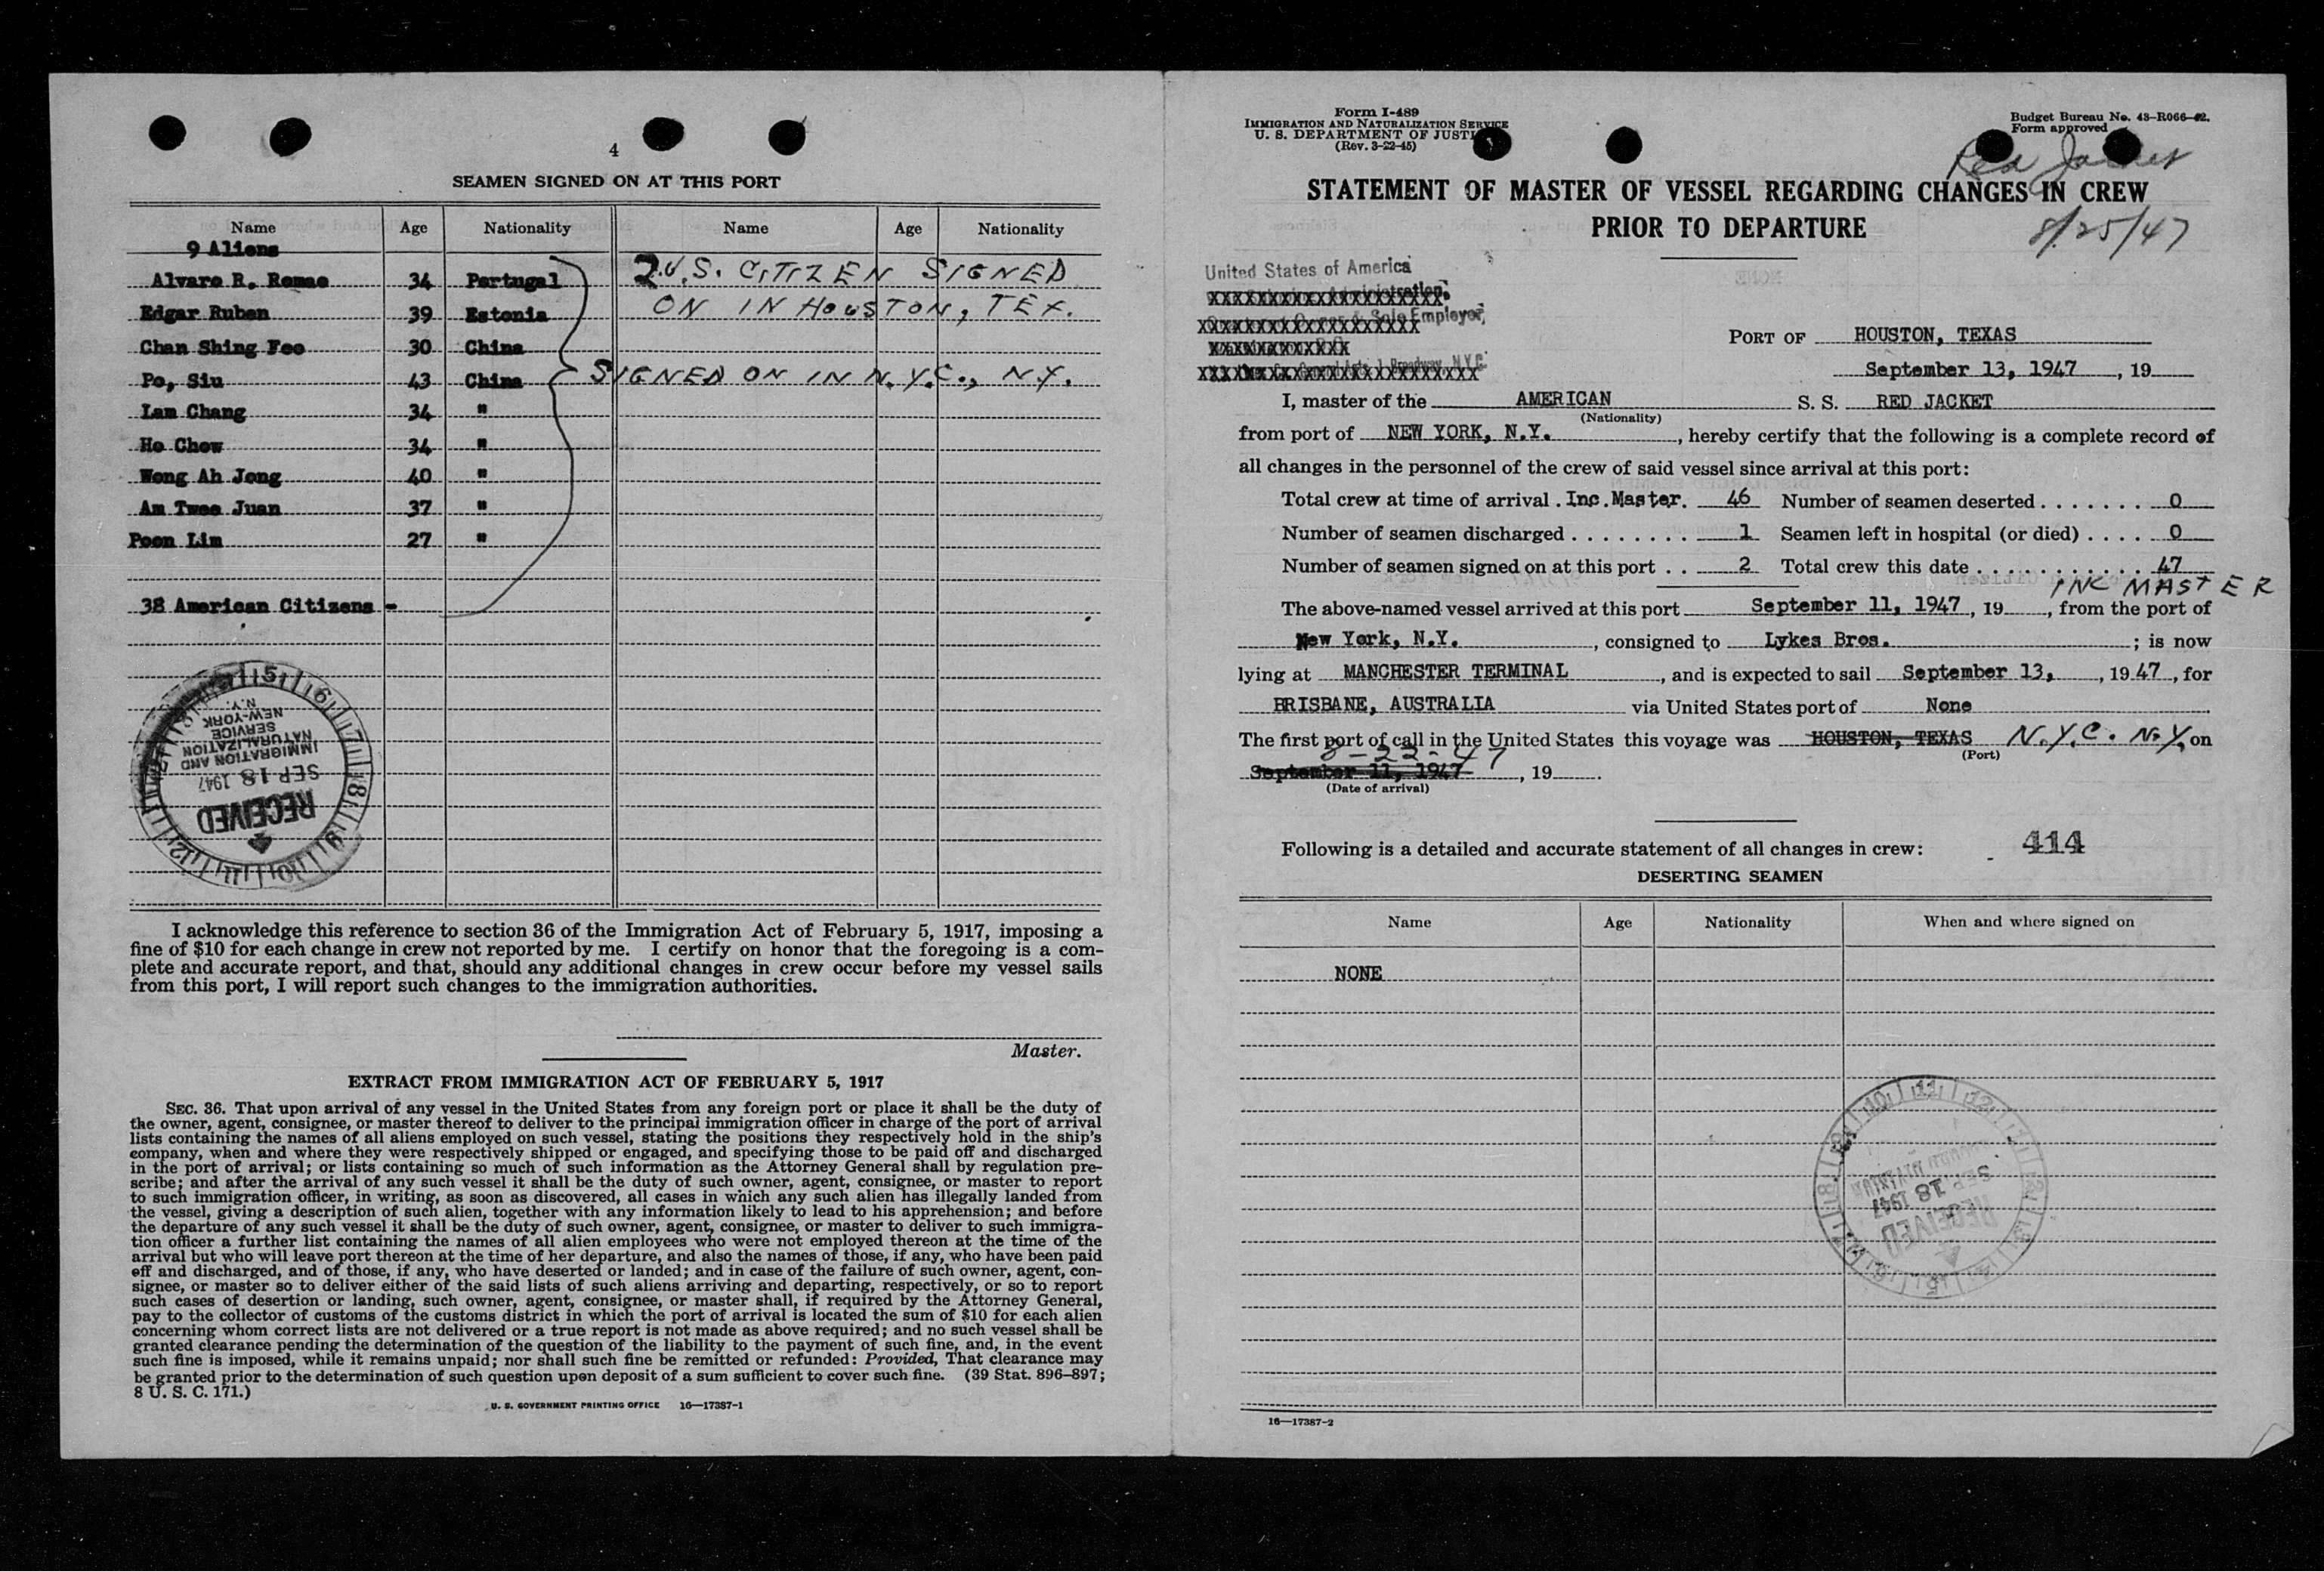 4
SEAMEN SIGNED ON AT THIS PORT
Name Age Nationality Name Age Nationality
9 Aliens
Alvaro R. Romao 34 Portugal 2 U.S. CITIZEN SIGNED
Edgar Ruben 39 Estonia ON IN HOUSTON, TEX.
Chan Shing Foo 30 China
Po, Siu 43 China SIGNED ON IN N.Y.C., N.Y.
Lam Chang 34 "
Ho Chow 34 "
Wong Ah Jong 40 "
Am Twee Juan 37 "
Poon Lim 27 "
38 American Citizens -
IMMIGRATION AND
NATURALIZATION
SERVICE
NEW-YORK
N.Y.
SEP 18 1947
RECEIVED
I acknowledge this reference to section 36 of the Immigration Act of February 5, 1917, imposing a
fine of $10 for each change in crew not reported by me. I certify on honor that the foregoing is a com-
plete and accurate report, and that, should any additional changes in crew occur before my vessel sails
from this port, I will report such changes to the immigration authorities.
Master.
EXTRACT FROM IMMIGRATION ACT OF FEBRUARY 5, 1917
SEC. 36. That upon arrival of any vessel in the United States from any foreign port or place it shall be the duty of
the owner, agent, consignee, or master thereof to deliver to the principal immigration officer in charge of the port of arrival
lists containing the names of all aliens employed on such vessel, stating the positions they respectively hold in the ship's
company, when and where they were respectively shipped or engaged, and specifying those to be paid off and discharged
in the port of arrival; or lists containing so much of such information as the Attorney General shall by regulation pre-
scribe; and after the arrival of any such vessel it shall be the duty of such owner, agent, consignee, or master to report
to such immigration officer, in writing, as soon as discovered, all cases in which any such alien has illegally landed from
the vessel, giving a description of such alien, together with any information likely to lead to his apprehension; and before
the departure of any such vessel it shall be the duty of such owner, agent, consignee, or master to deliver to such immigra-
tion officer a further list containing the names of all alien employees who were not employed thereon at the time of the
arrival but who will leave port thereon at the time of her departure, and also the names of those, if any, who have been paid
off and discharged, and of those, if any, who have deserted or landed; and in case of the failure of such owner, agent, con-
signee, or master so to deliver either of the said lists of such aliens arriving and departing, respectively, or so to report
such cases of desertion or landing, such owner, agent, consignee, or master shall, if required by the Attorney General,
pay to the collector of customs of the customs district in which the port of arrival is located the sum of $10 for each alien
concerning whom correct lists are not delivered or a true report is not made as above required; and no such vessel shall be
granted clearance pending the determination of the question of the liability to the payment of such fine, and, in the event
such fine is imposed, while it remains unpaid; nor shall such fine be remitted or refunded: Provided, That clearance may
be granted prior to the determination of such question upon deposit of a sum sufficient to cover such fine. (39 Stat. 896–897;
8 U. S. C. 171.)
U. S. GOVERNMENT PRINTING OFFICE 16—17387-1
Form I-489
IMMIGRATION AND NATURALIZATION SERVICE
U. S. DEPARTMENT OF JUSTI
(Rev. 3-22-45)
Budget Bureau No. 43-R066-42.
Form approved
Red Jacket
STATEMENT OF MASTER OF VESSEL REGARDING CHANGES IN CREW
PRIOR TO DEPARTURE
8/25/47
United States of America
PORT OF HOUSTON, TEXAS
September 13, 1947, 19
I, master of the AMERICAN S. S. RED JACKET
(Nationality)
from port of NEW YORK, N.Y., hereby certify that the following is a complete record of
all changes in the personnel of the crew of said vessel since arrival at this port:
Total crew at time of arrival . Inc. Master. 46 Number of seamen deserted . . . . . . . 0
Number of seamen discharged . . . . . . . . 1 Seamen left in hospital (or died) . . . . 0
Number of seamen signed on at this port . . 2 Total crew this date . . . . . . . . . . . . 47
INC MASTER
The above-named vessel arrived at this port September 11, 1947, 19, from the port of
New York, N.Y., consigned to Lykes Bros. ; is now
lying at MANCHESTER TERMINAL, and is expected to sail September 13, , 1947, for
BRISBANE, AUSTRALIA via United States port of None
The first port of call in the United States this voyage was HOUSTON, TEXAS N.Y.C. N.Y. on
(Port)
8-22-47
September 11, 1947, 19.
(Date of arrival)
Following is a detailed and accurate statement of all changes in crew: 414
DESERTING SEAMEN
Name Age Nationality When and where signed on
NONE
SEP 18 1947
RECEIVED
16—17387-2